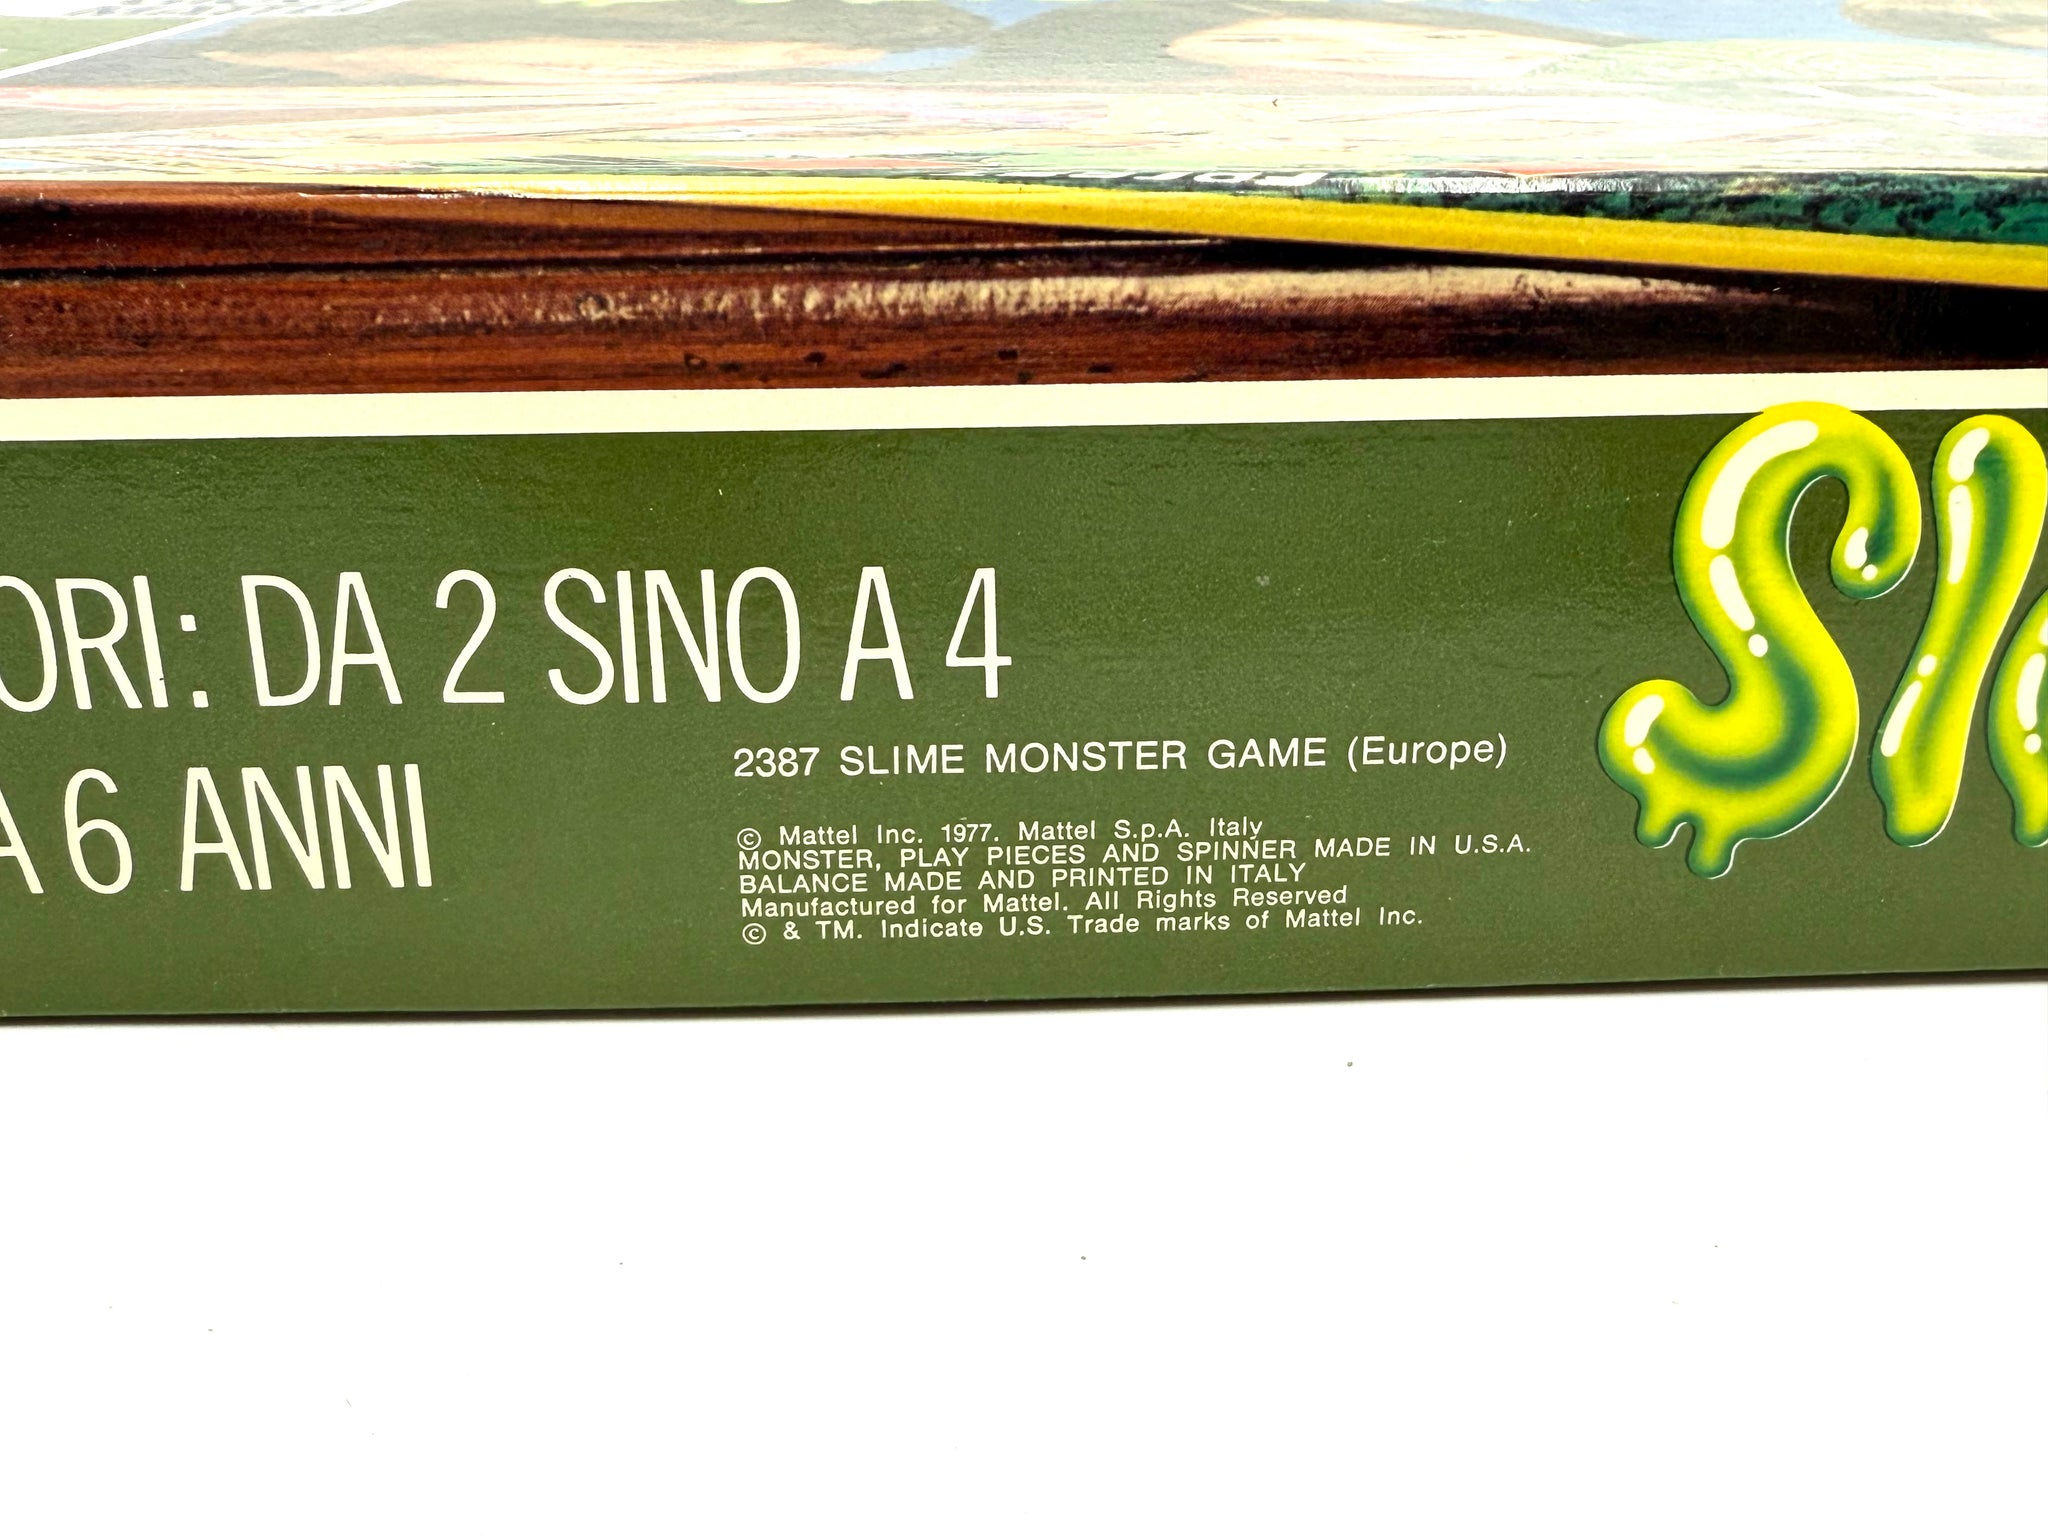 ORI: DA 2 SINO A 4
A 6 ANNI
2387 SLIME MONSTER GAME (Europe)
© Mattel Inc. 1977. Mattel S.p.A. Italy
MONSTER, PLAY PIECES AND SPINNER MADE IN U.S.A.
BALANCE MADE AND PRINTED IN ITALY
Manufactured for Mattel. All Rights Reserved
© & TM. Indicate U.S. Trade marks of Mattel Inc.
Sl